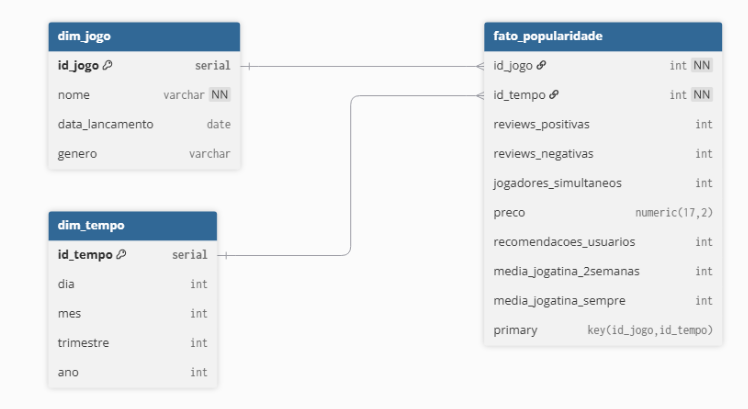 dim_jogo
id_jogo serial
nome varchar NN
data_lancamento date
genero varchar
dim_tempo
id_tempo serial
dia int
mes int
trimestre int
ano int
fato_popularidade
id_jogo int NN
id_tempo int NN
reviews_positivas int
reviews_negativas int
jogadores_simultaneos int
preco numeric(17,2)
recomendacoes_usuarios int
media_jogatina_2semanas int
media_jogatina_sempre int
primary key(id_jogo,id_tempo)